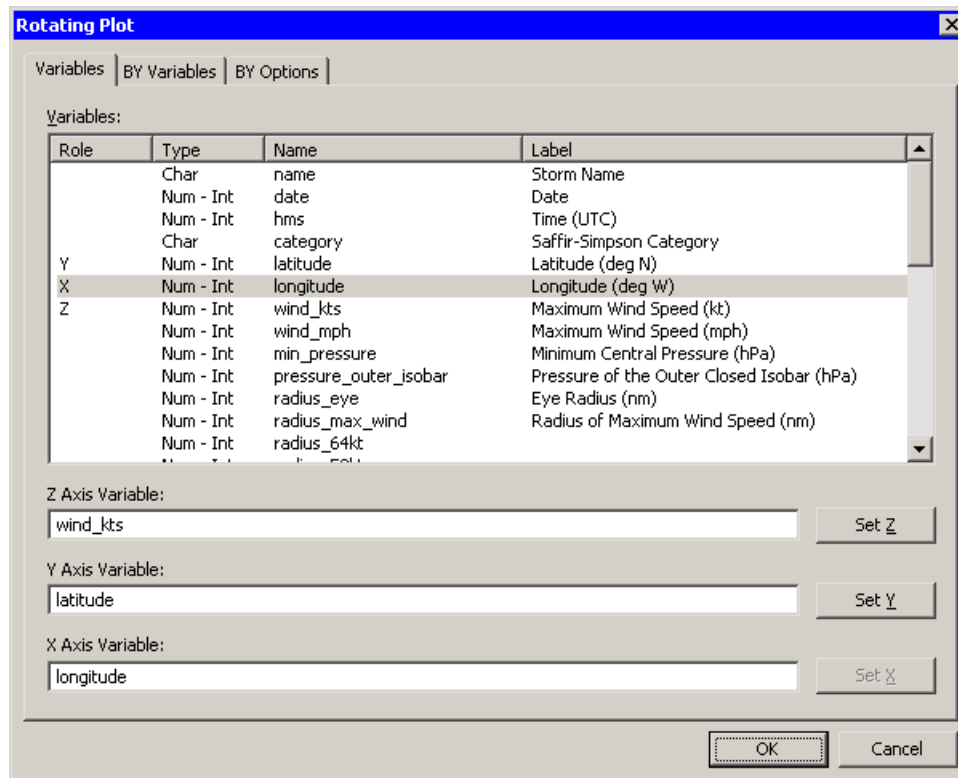 Rotating Plot
Variables BY Variables BY Options
Variables:
Role Type Name Label
Char name Storm Name
Num - Int date Date
Num - Int hms Time (UTC)
Char category Saffir-Simpson Category
Y Num - Int latitude Latitude (deg N)
X Num - Int longitude Longitude (deg W)
Z Num - Int wind_kts Maximum Wind Speed (kt)
Num - Int wind_mph Maximum Wind Speed (mph)
Num - Int min_pressure Minimum Central Pressure (hPa)
Num - Int pressure_outer_isobar Pressure of the Outer Closed Isobar (hPa)
Num - Int radius_eye Eye Radius (nm)
Num - Int radius_max_wind Radius of Maximum Wind Speed (nm)
Num - Int radius_64kt
Z Axis Variable:
wind_kts Set Z
Y Axis Variable:
latitude Set Y
X Axis Variable:
longitude Set X
OK Cancel